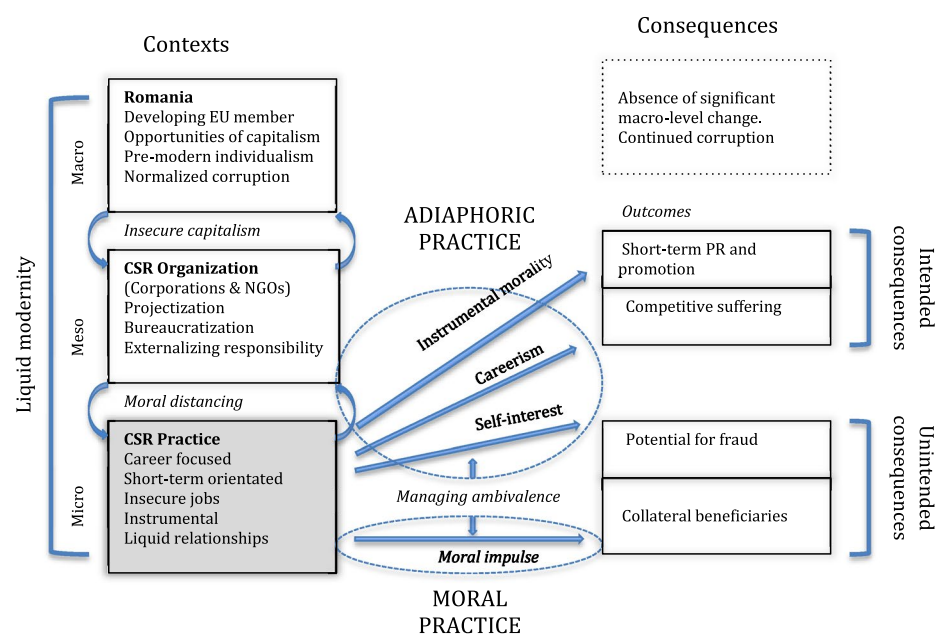 Contexts
Consequences
Liquid modernity
Macro
Romania
Developing EU member
Opportunities of capitalism
Pre-modern individualism
Normalized corruption
Insecure capitalism
Meso
CSR Organization
(Corporations & NGOs)
Projectization
Bureaucratization
Externalizing responsibility
Moral distancing
Micro
CSR Practice
Career focused
Short-term orientated
Insecure jobs
Instrumental
Liquid relationships
ADIAPHORIC
PRACTICE
Instrumental morality
Careerism
Self-interest
Managing ambivalence
Moral impulse
MORAL
PRACTICE
Absence of significant
macro-level change.
Continued corruption
Outcomes
Short-term PR and
promotion
Competitive suffering
Intended
consequences
Potential for fraud
Collateral beneficiaries
Unintended
consequences